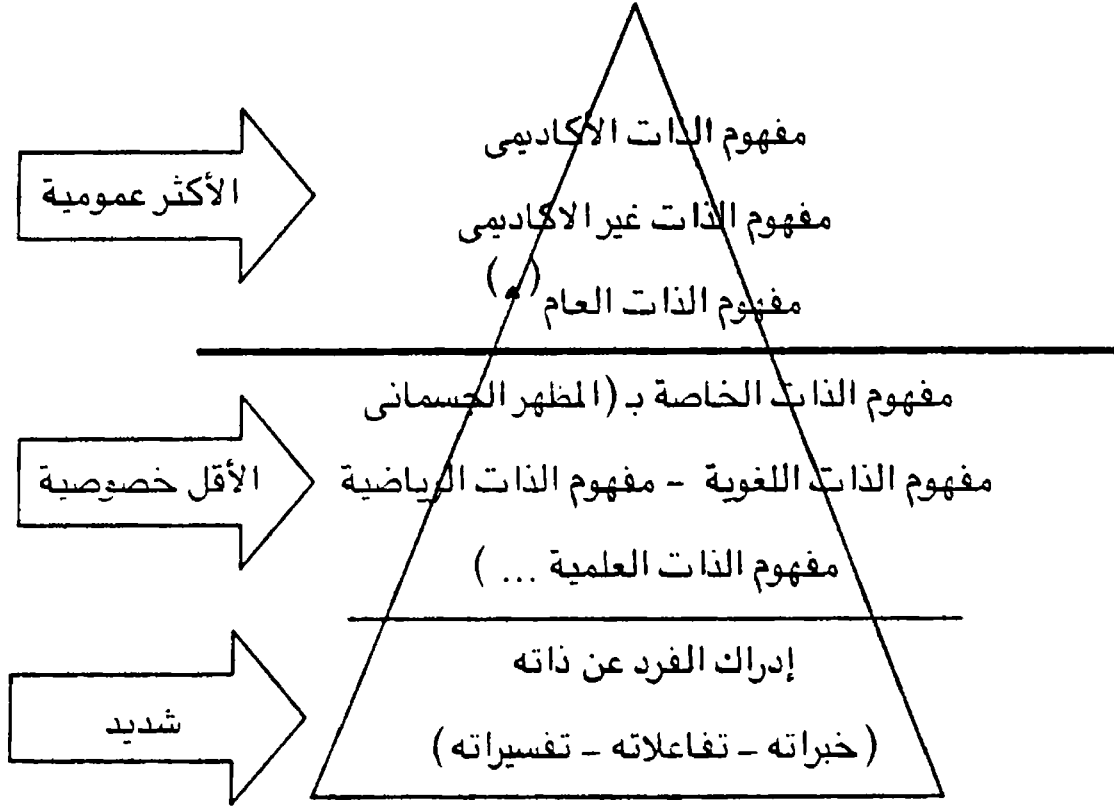 مفهوم الذات الأكاديمى
مفهوم الذات غير الاكاديمى
الأكثر عمومية
مفهوم الذات العام ( )
مفهوم الذات الخاصة بـ (المظهر الجسمانى
مفهوم الذات اللغوية - مفهوم الذات الرياضية
الأقل خصوصية
مفهوم الذات العلمية ... )
إدراك الفرد عن ذاته
شديد
(خبراته - تفاعلاته - تفسيراته)